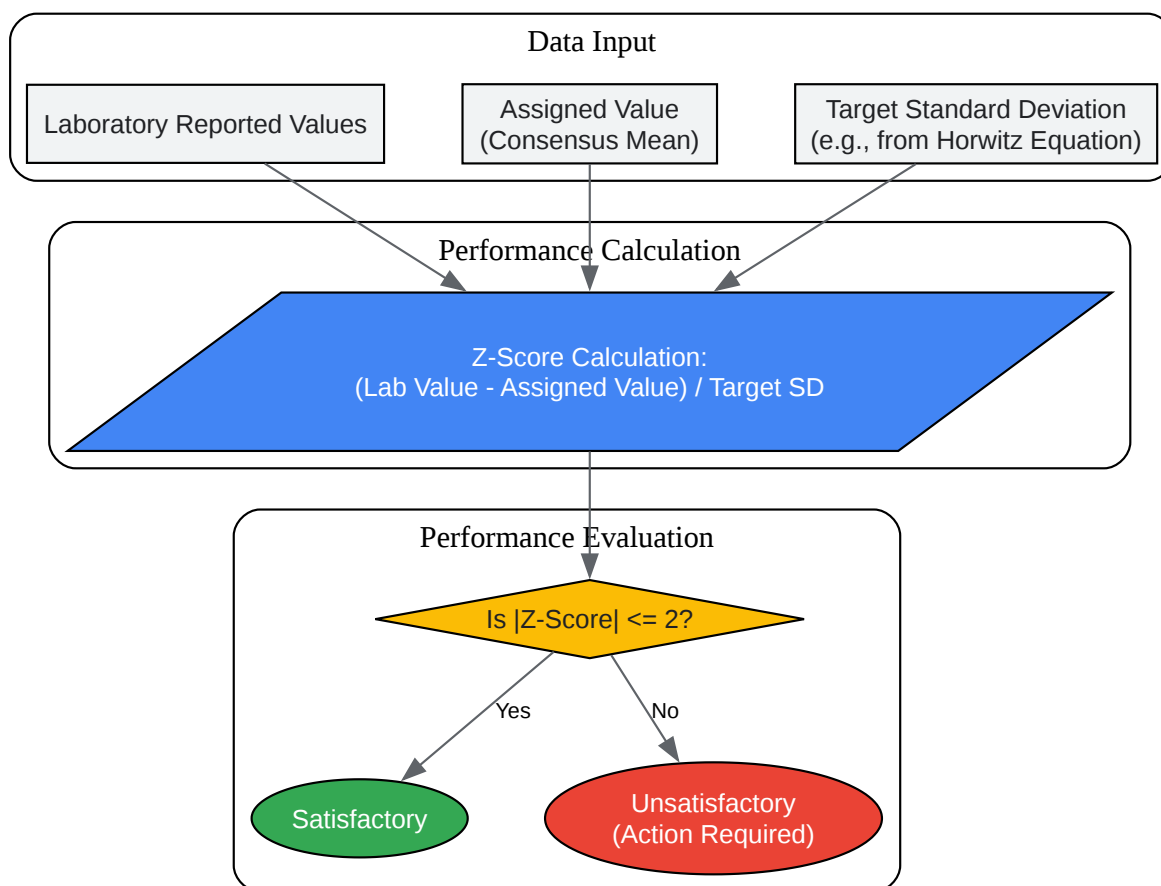 Data Input
Laboratory Reported Values
Assigned Value
(Consensus Mean)
Target Standard Deviation
(e.g., from Horwitz Equation)
Performance Calculation
Z-Score Calculation:
(Lab Value - Assigned Value) / Target SD
Performance Evaluation
Is |Z-Score| <= 2?
Yes
No
Satisfactory
Unsatisfactory
(Action Required)